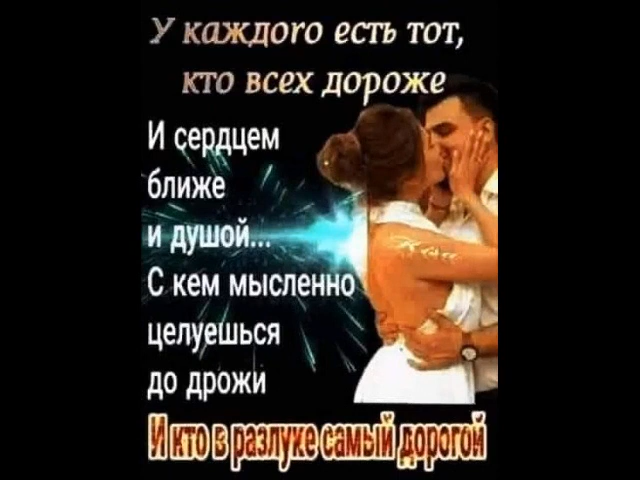 У каждого есть тот,
кто всех дороже
И сердцем
ближе
и душой...
С кем мысленно
целуешься
до дрожи
И кто в разлуке самый дорогой